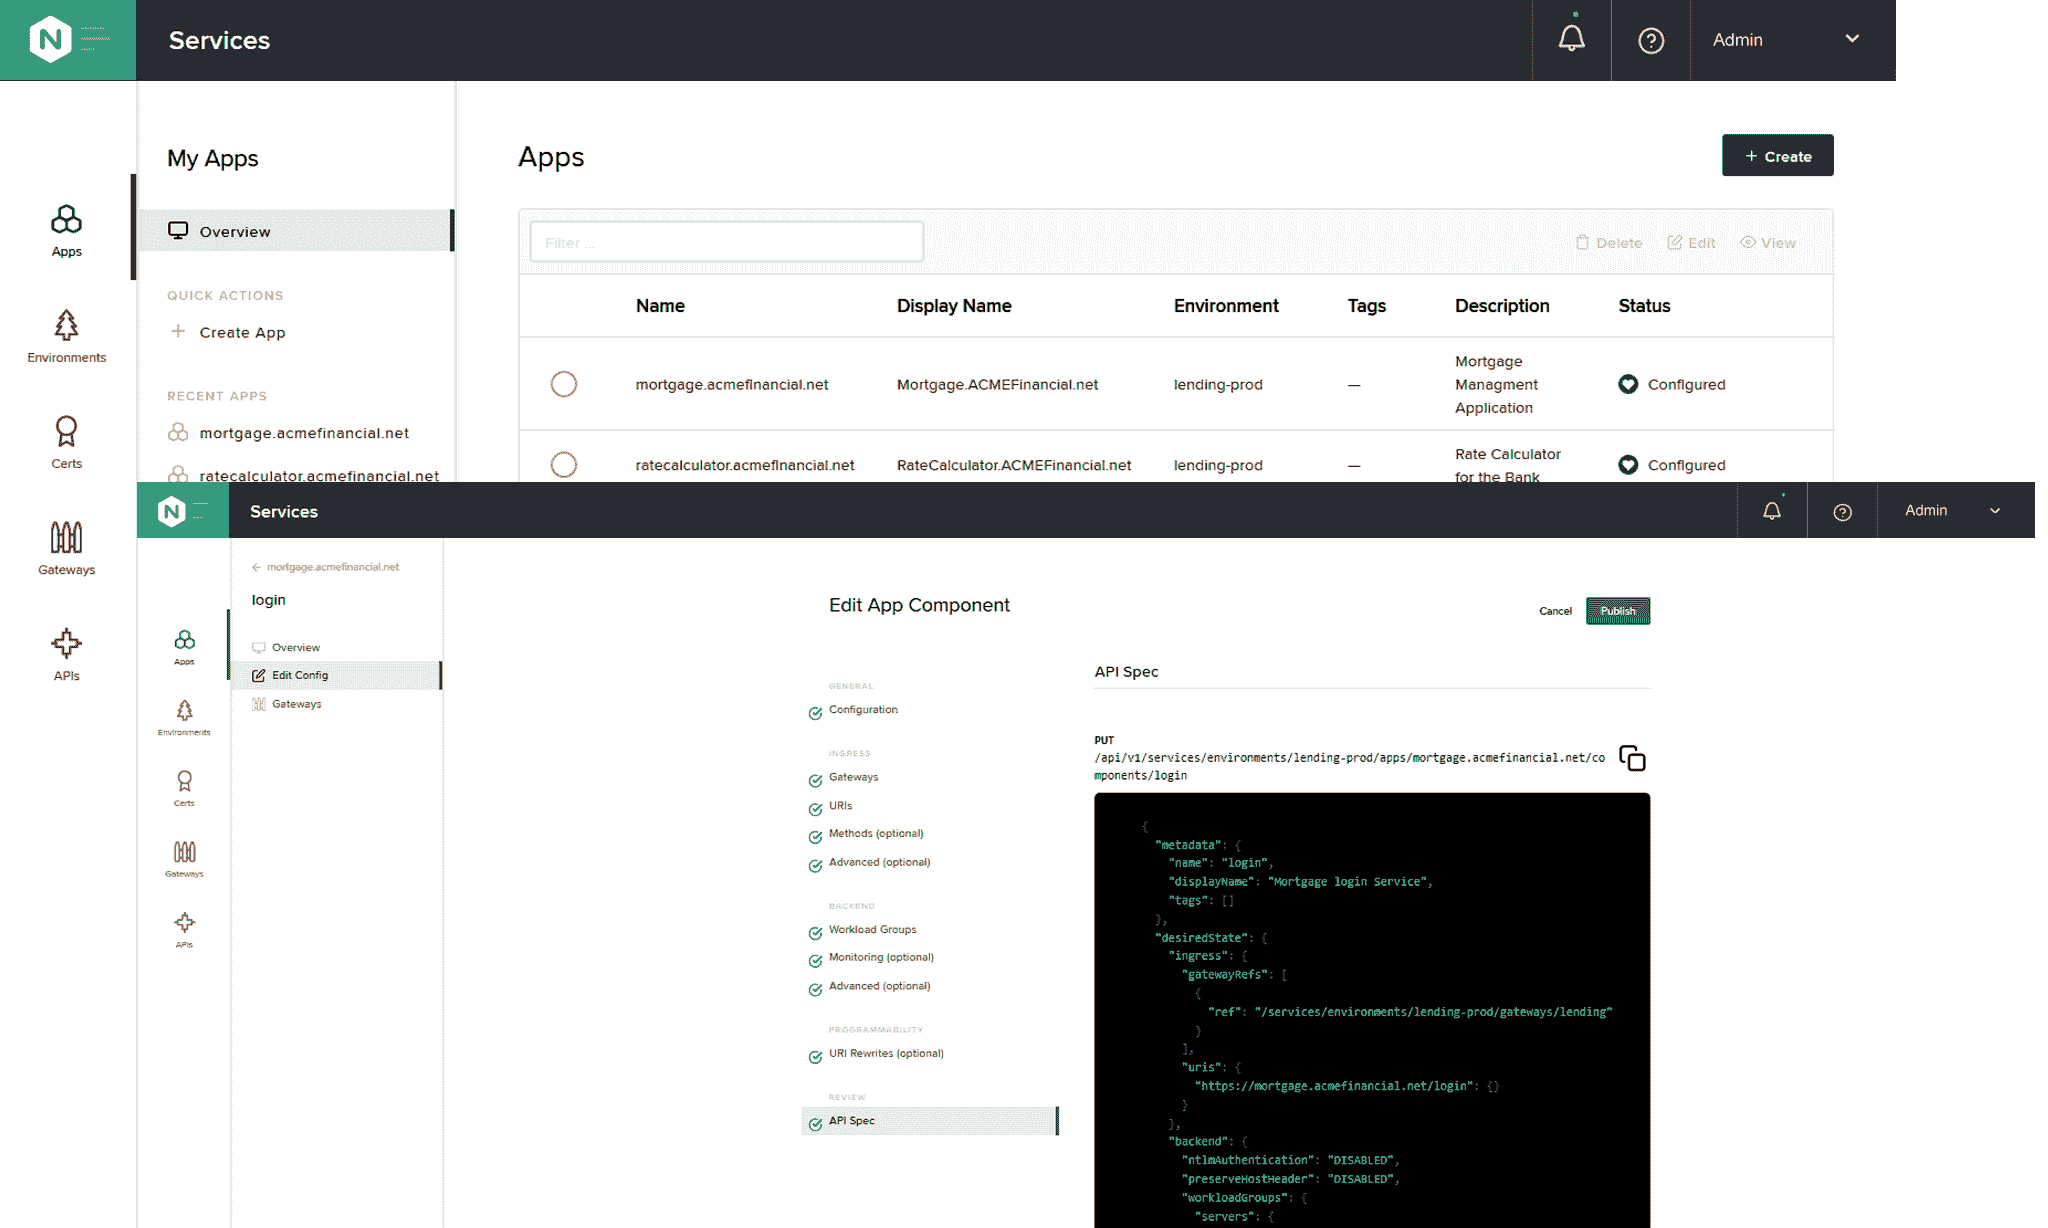 N
Services
Admin
My Apps
Overview
QUICK ACTIONS
+ Create App
RECENT APPS
mortgage.acmefinancial.net
ratecalculator.acmefinancial.net
Apps
Environments
Certs
Gateways
APIs
Apps
+ Create
Filter ...
Delete Edit View
Name Display Name Environment Tags Description Status
mortgage.acmefinancial.net Mortgage.ACMEFinancial.net lending-prod — Mortgage Managment Application Configured
ratecalculator.acmefinancial.net RateCalculator.ACMEFinancial.net lending-prod — Rate Calculator for the Bank Configured
N
Services
Admin
Apps
Environments
Certs
Gateways
APIs
← mortgage.acmefinancial.net
login
Overview
Edit Config
Gateways
Edit App Component
Cancel Publish
GENERAL
Configuration
INGRESS
Gateways
URIs
Methods (optional)
Advanced (optional)
BACKEND
Workload Groups
Monitoring (optional)
Advanced (optional)
PROGRAMMABILITY
URI Rewrites (optional)
REVIEW
API Spec
API Spec
PUT
/api/v1/services/environments/lending-prod/apps/mortgage.acmefinancial.net/co
mponents/login
{
"metadata": {
"name": "login",
"displayName": "Mortgage login Service",
"tags": []
},
"desiredState": {
"ingress": {
"gatewayRefs": [
{
"ref": "/services/environments/lending-prod/gateways/lending"
}
],
"uris": {
"https://mortgage.acmefinancial.net/login": {}
}
},
"backend": {
"ntlmAuthentication": "DISABLED",
"preserveHostHeader": "DISABLED",
"workloadGroups": {
"servers": {